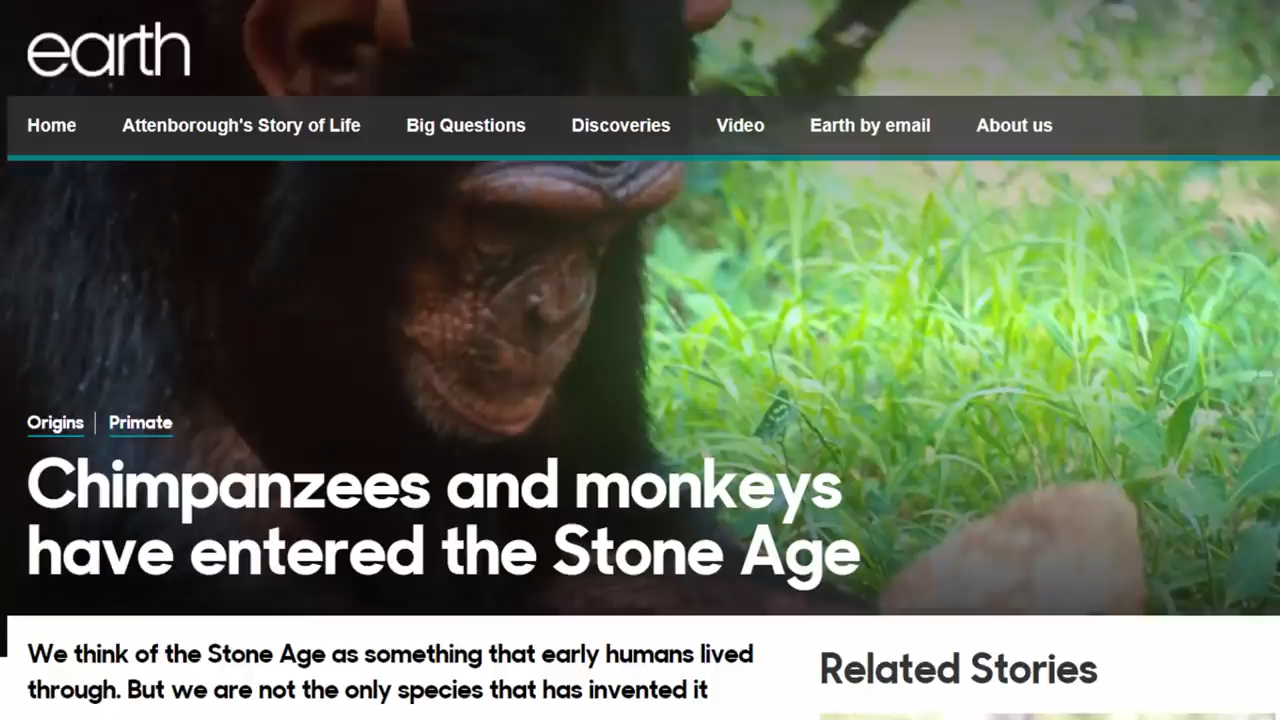 earth
Home Attenborough's Story of Life Big Questions Discoveries Video Earth by email About us
Origins Primate
Chimpanzees and monkeys
have entered the Stone Age
We think of the Stone Age as something that early humans lived
through. But we are not the only species that has invented it
Related Stories